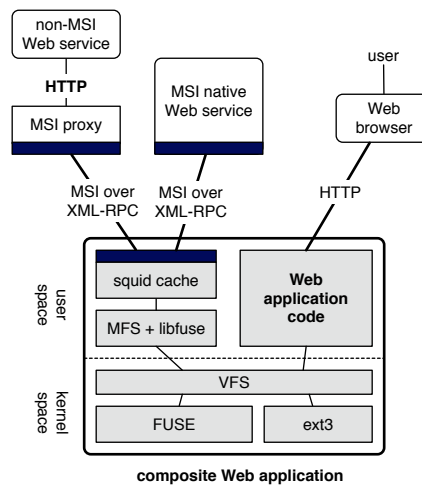 non-MSI
Web service
HTTP
MSI proxy
MSI native
Web service
user
Web
browser
MSI over
XML-RPC
MSI over
XML-RPC
HTTP
user
space
squid cache
MFS + libfuse
Web
application
code
kernel
space
VFS
FUSE
ext3
composite Web application